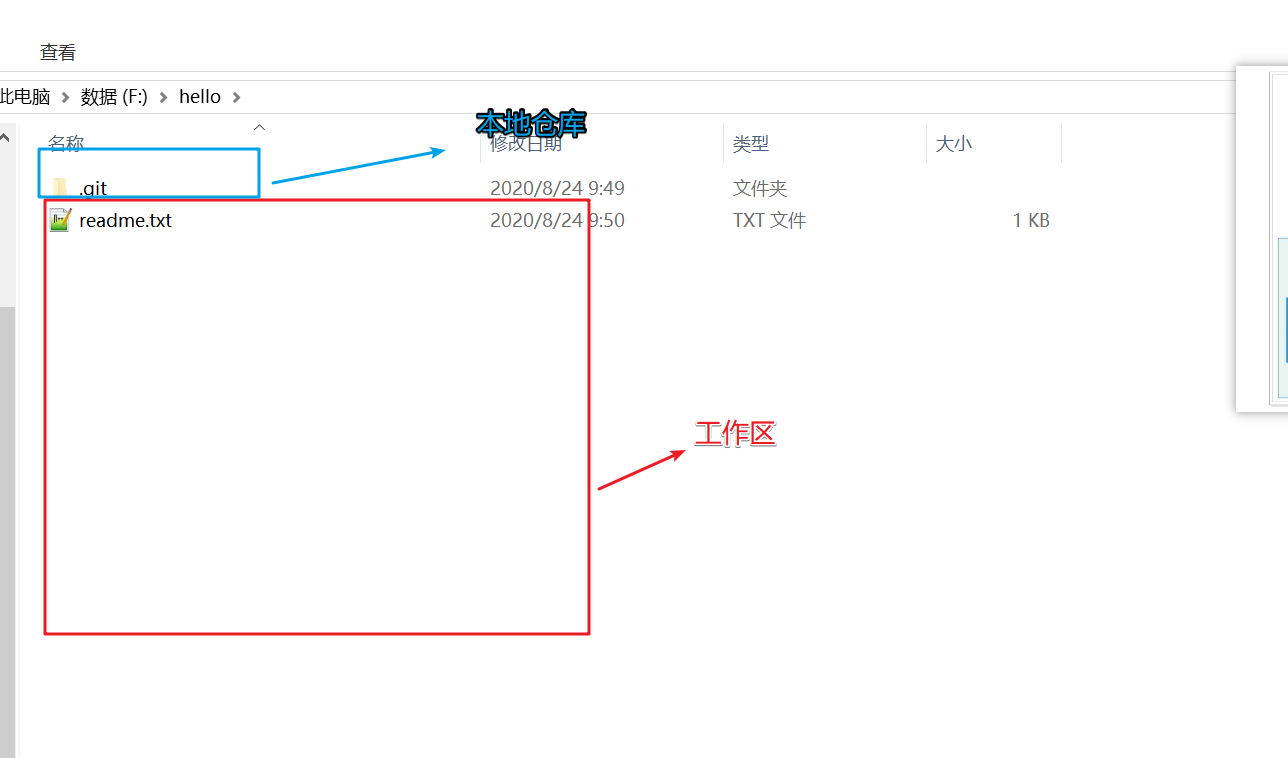 查看
此电脑 > 数据 (F:) > hello >
本地仓库
名称 修改日期 类型 大小
.git 2020/8/24 9:49 文件夹
readme.txt 2020/8/24 9:50 TXT 文件 1 KB
工作区